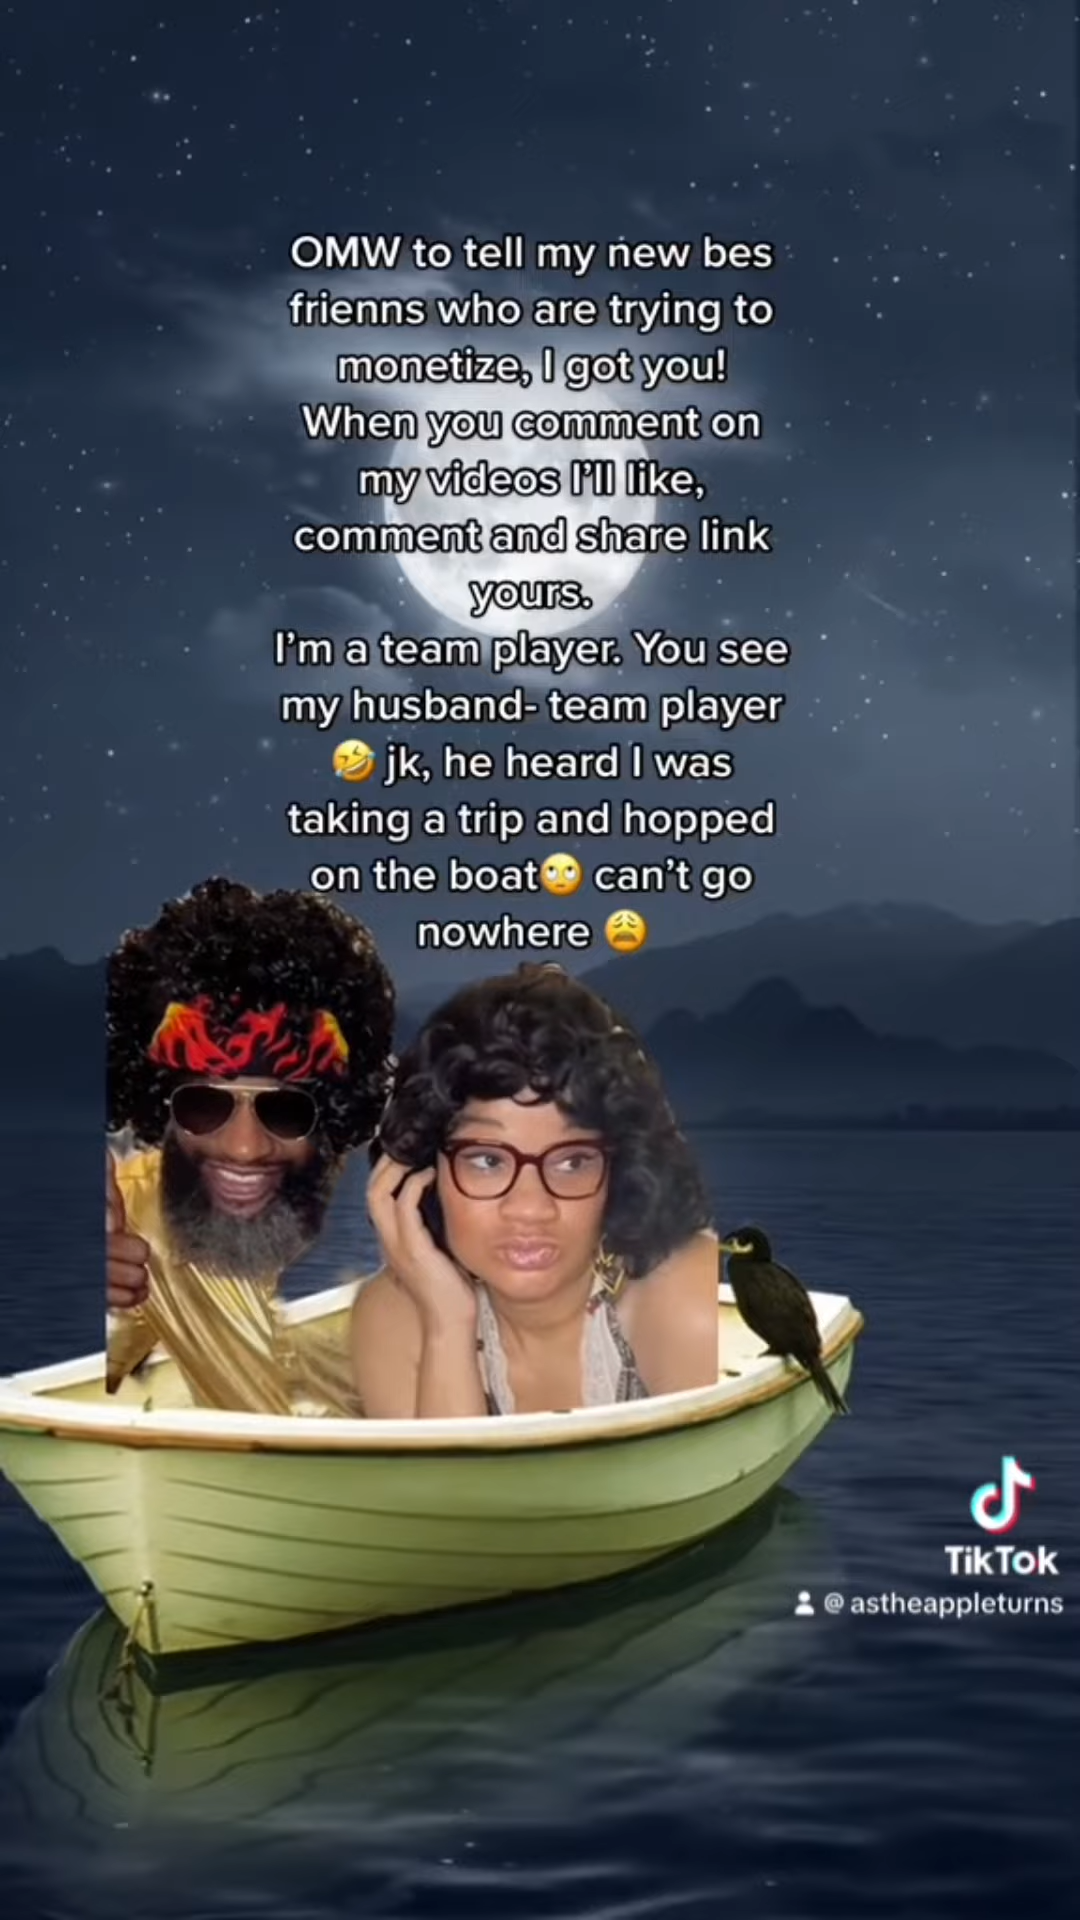 OMW to tell my new bes
frienns who are trying to
monetize, I got you!
When you comment on
my videos I'll like,
comment and share link
yours.
I'm a team player. You see
my husband- team player
🤣 jk, he heard I was
taking a trip and hopped
on the boat🙄 can't go
nowhere 😩
TikTok
@ astheappleturns